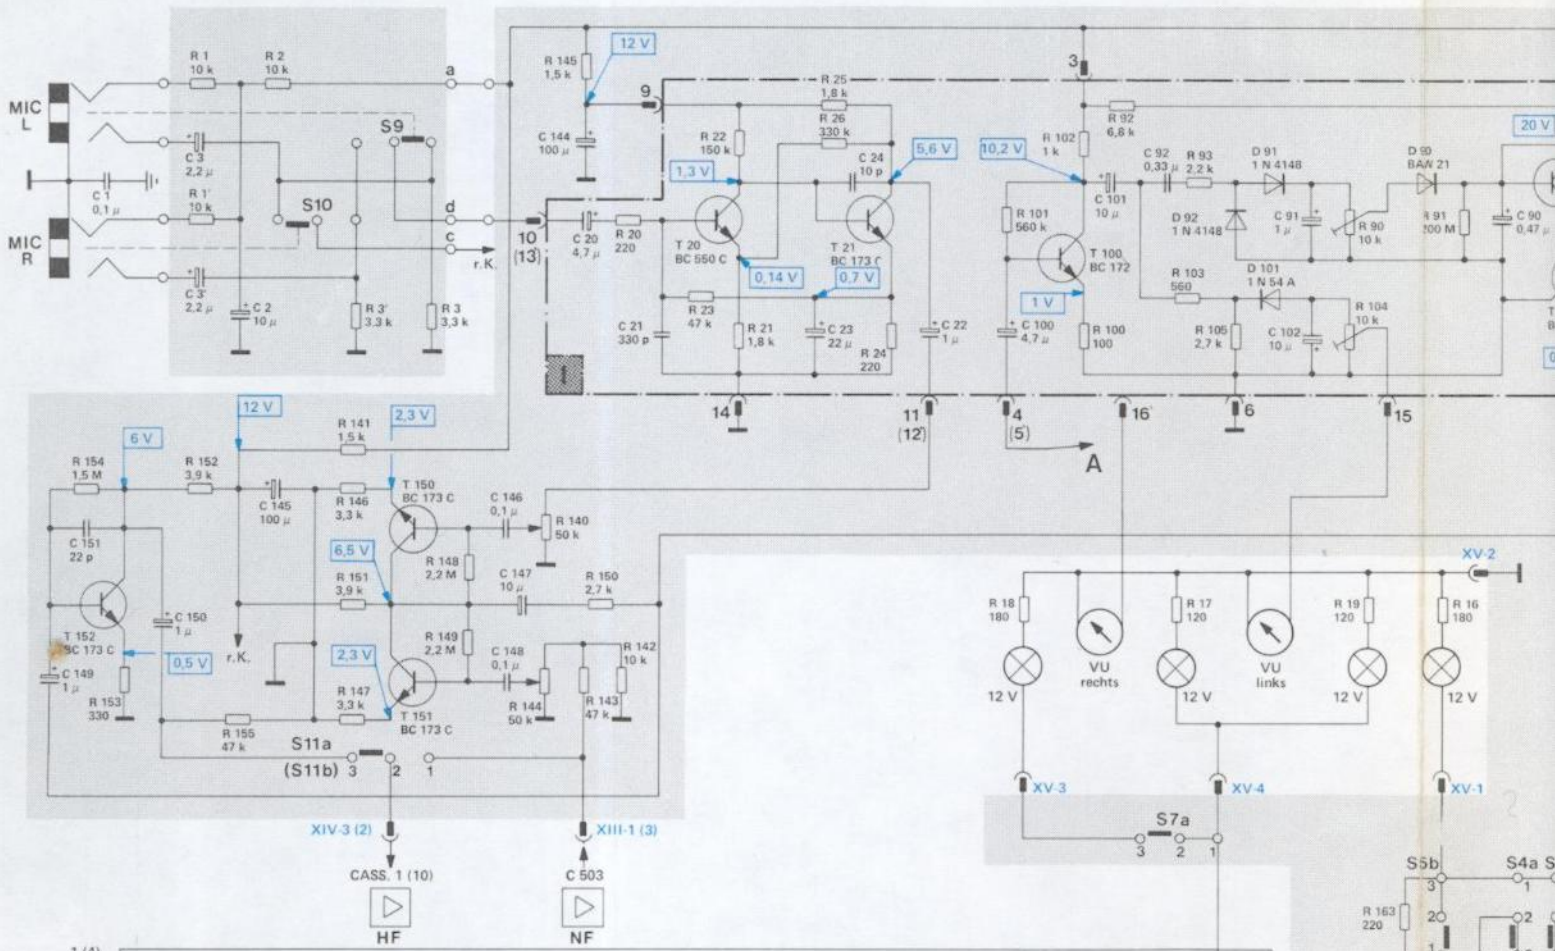 R 1
10 k
R 2
10 k
a
MIC
L
S9
C 3
2,2 µ
C 1
0,1 µ
R 1'
10 k
S10
d
c
r.K.
MIC
R
C 3'
2,2 µ
C 2
10 µ
R 3'
3,3 k
R 3
3,3 k
R 145
1,5 k
12 V
9
C 144
100 µ
10
(13)
C 20
4,7 µ
R 20
220
R 22
150 k
R 25
1,8 k
R 26
330 k
1,3 V
C 24
10 p
5,6 V
T 20
BC 550 C
T 21
BC 173 C
0,14 V
0,7 V
R 23
47 k
C 21
330 p
R 21
1,8 k
C 23
22 µ
R 24
220
C 22
1 µ
1
14
11
(12)
3
R 92
6,8 k
R 102
1 k
10,2 V
C 101
10 µ
C 92
0,33 µ
R 93
2,2 k
D 91
1 N 4148
D 90
BAW 21
20 V
R 101
560 k
D 92
1 N 4148
C 91
1 µ
R 90
10 k
R 91
200 M
C 90
0,47 µ
T 100
BC 172
1 V
R 103
560
D 101
1 N 54 A
R 104
10 k
C 100
4,7 µ
R 100
100
R 105
2,7 k
C 102
10 µ
4
(5)
16
6
15
A
12 V
2,3 V
6 V
R 141
1,5 k
R 154
1,5 M
R 152
3,9 k
C 145
100 µ
R 146
3,3 k
T 150
BC 173 C
C 146
0,1 µ
R 140
50 k
C 151
22 p
6,5 V
R 148
2,2 M
C 147
10 µ
R 150
2,7 k
R 151
3,9 k
C 150
1 µ
T 152
BC 173 C
0,5 V
r.K.
R 149
2,2 M
2,3 V
C 148
0,1 µ
R 142
10 k
C 149
1 µ
R 153
330
R 147
3,3 k
T 151
BC 173 C
R 144
50 k
R 143
47 k
R 155
47 k
S11a
(S11b)
3
2
1
XIV-3 (2)
XIII-1 (3)
CASS. 1 (10)
C 503
HF
NF
XV-2
R 18
180
R 17
120
R 19
120
R 16
180
VU
rechts
VU
links
12 V
12 V
12 V
12 V
XV-3
XV-4
XV-1
S7a
3
2
1
S5b
S4a
3
1
R 163
220
2
2